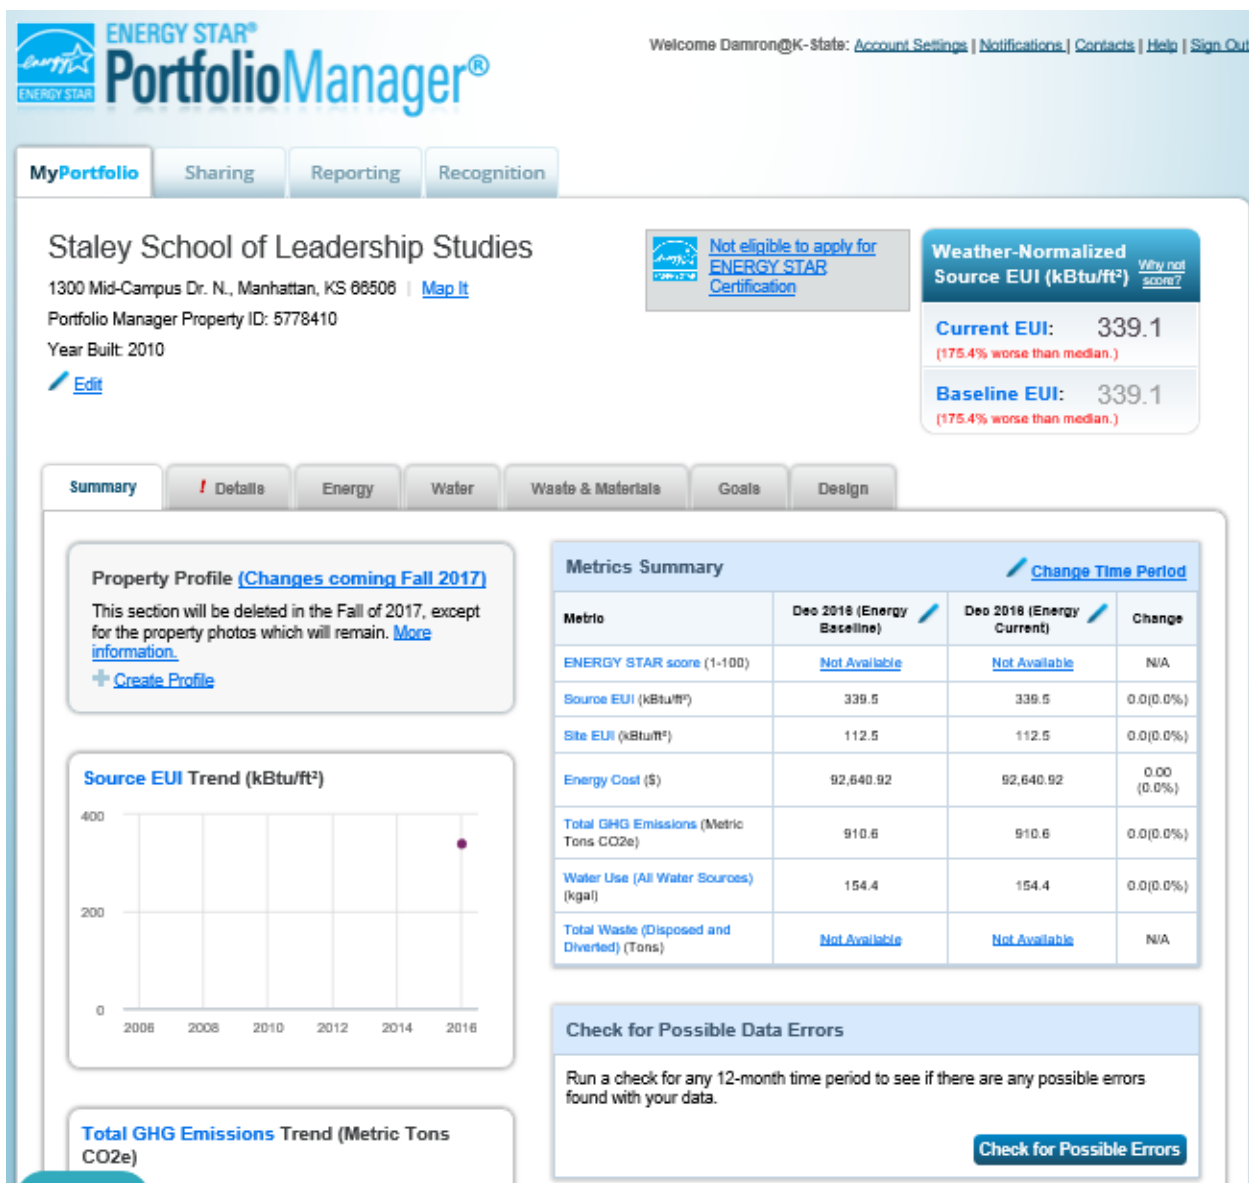 ENERGY STAR®
PortfolioManager®
ENERGY STAR
Welcome Damron@K-State: Account Settings | Notifications | Contacts | Help | Sign Out
MyPortfolio
Sharing
Reporting
Recognition
Staley School of Leadership Studies
1300 Mid-Campus Dr. N., Manhattan, KS 66506 | Map It
Portfolio Manager Property ID: 5778410
Year Built: 2010
Edit
Not eligible to apply for
ENERGY STAR
Certification
Weather-Normalized
Source EUI (kBtu/ft²)
Why not
score?
Current EUI: 339.1
(175.4% worse than median.)
Baseline EUI: 339.1
(175.4% worse than median.)
Summary
! Details
Energy
Water
Waste & Materials
Goals
Design
Property Profile (Changes coming Fall 2017)
This section will be deleted in the Fall of 2017, except
for the property photos which will remain. More
information.
Create Profile
Source EUI Trend (kBtu/ft²)
400
200
0
2006 2008 2010 2012 2014 2016
Total GHG Emissions Trend (Metric Tons
CO2e)
Metrics Summary
Change Time Period
Metric
Dec 2016 (Energy
Baseline)
Dec 2016 (Energy
Current)
Change
ENERGY STAR score (1-100) Not Available Not Available N/A
Source EUI (kBtu/ft²) 339.5 339.5 0.0(0.0%)
Site EUI (kBtu/ft²) 112.5 112.5 0.0(0.0%)
Energy Cost ($) 92,640.92 92,640.92 0.00
(0.0%)
Total GHG Emissions (Metric
Tons CO2e) 910.6 910.6 0.0(0.0%)
Water Use (All Water Sources)
(kgal) 154.4 154.4 0.0(0.0%)
Total Waste (Disposed and
Diverted) (Tons) Not Available Not Available N/A
Check for Possible Data Errors
Run a check for any 12-month time period to see if there are any possible errors
found with your data.
Check for Possible Errors